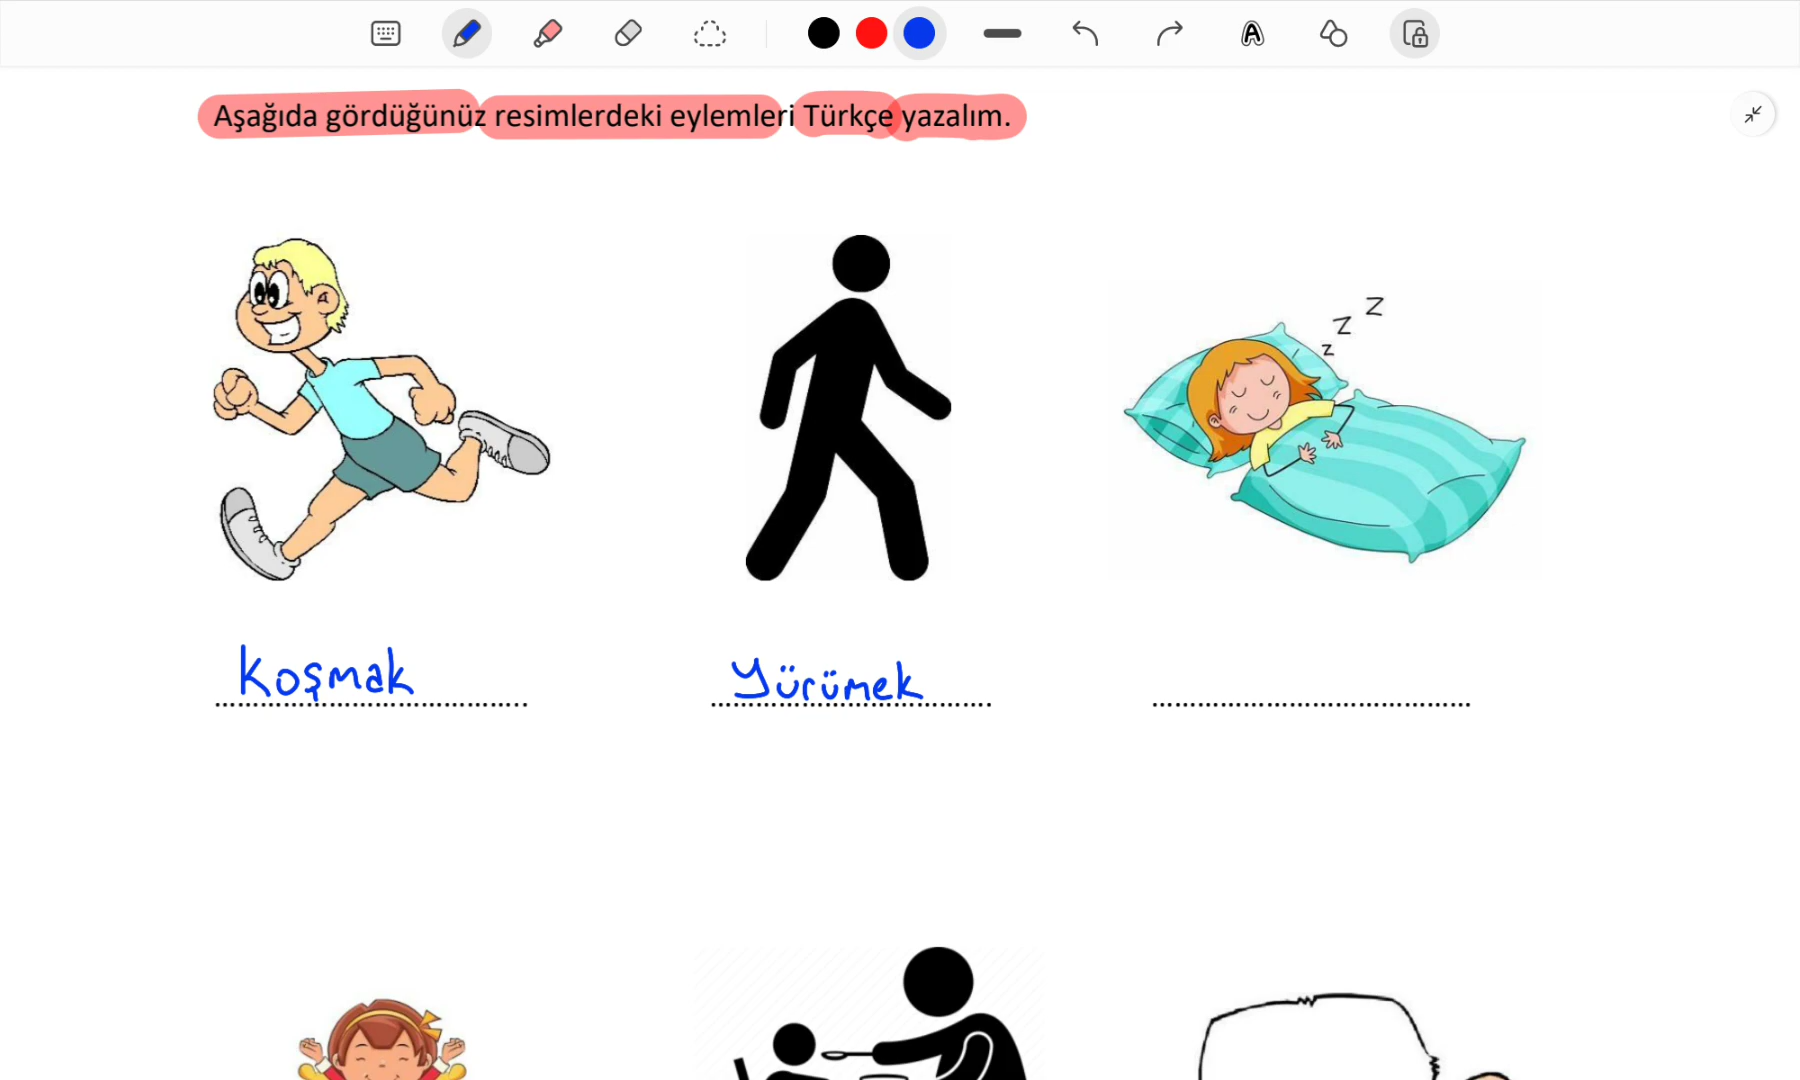 Aşağıda gördüğünüz resimlerdeki eylemleri Türkçe yazalım.
z z z
Koşmak
Yürümek